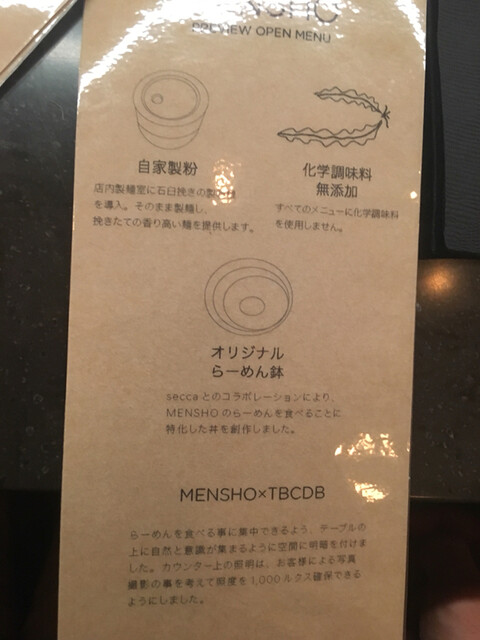 MENSHO
PREVIEW OPEN MENU
自家製粉
店内製麺室に石臼挽きの製
を導入。そのまま製麺し、
挽きたての香り高い麺を提供します。
化学調味料
無添加
すべてのメニューに化学調味料
を使用しません。
オリジナル
らーめん鉢
seccaとのコラボレーションにより、
MENSHOのらーめんを食べることに
特化した丼を創作しました。
MENSHO×TBCDB
らーめんを食べる事に集中できるよう、テーブルの
上に自然と意識が集まるように空間に明暗を付けま
した。カウンター上の照明は、お客様による写真
撮影の事を考えて照度を1,000ルクス確保できる
ようにしました。